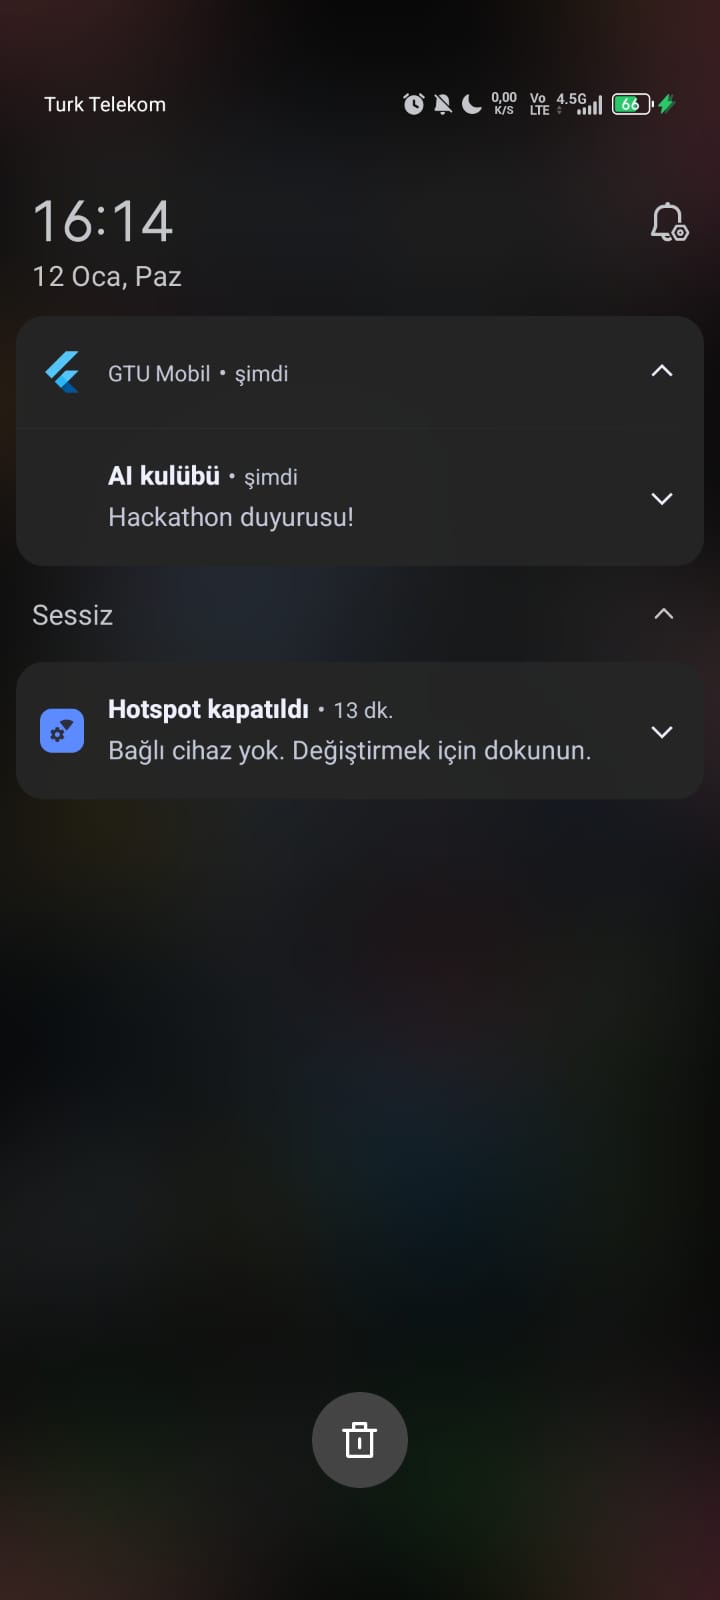 Turk Telekom
0,00 K/S Vo LTE 4.5G 66
16:14
12 Oca, Paz
GTU Mobil • şimdi
AI kulübü • şimdi
Hackathon duyurusu!
Sessiz
Hotspot kapatıldı • 13 dk.
Bağlı cihaz yok. Değiştirmek için dokunun.